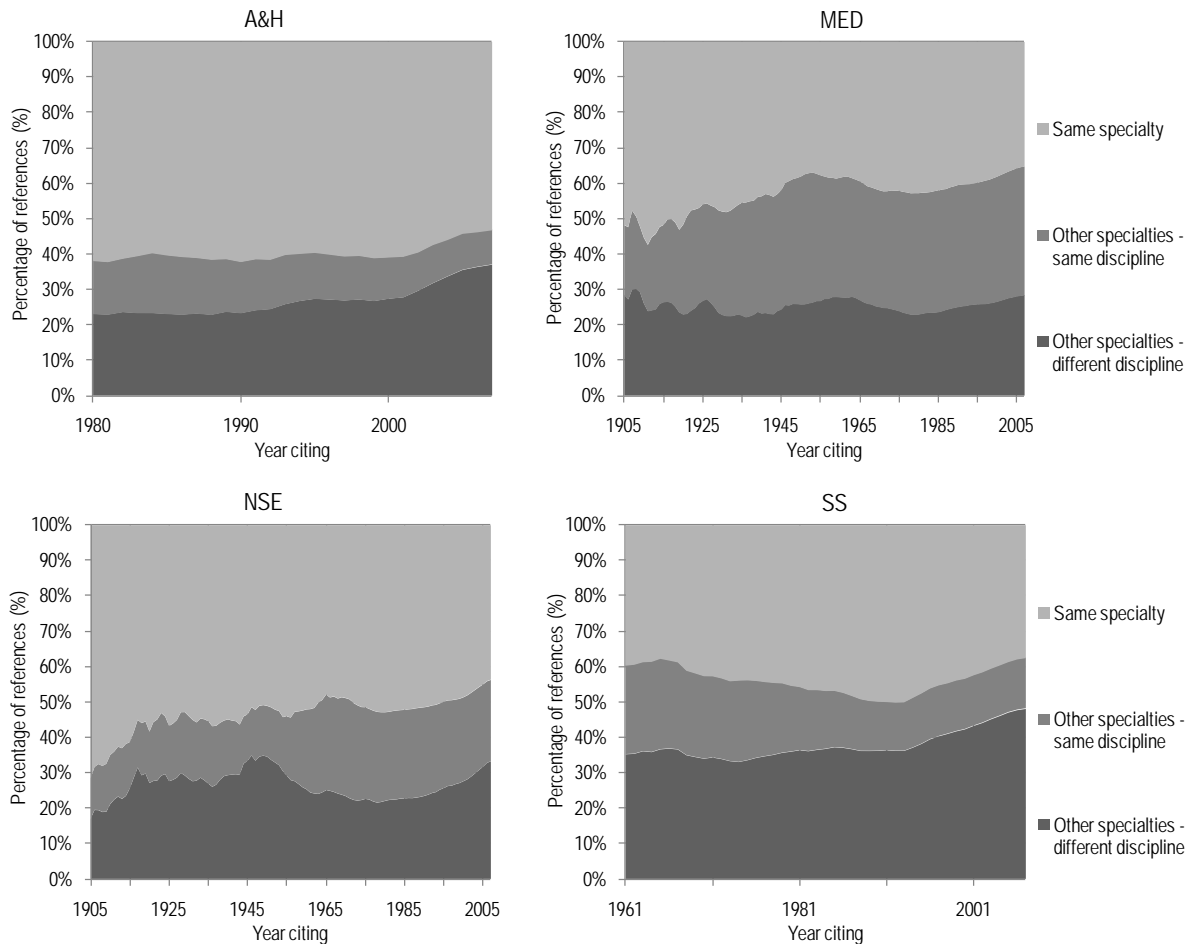 A&H
100%
90%
80%
70%
60%
50%
40%
30%
20%
10%
0%
Percentage of references (%)
1980
1990
2000
Year citing
MED
100%
90%
80%
70%
60%
50%
40%
30%
20%
10%
0%
Percentage of references (%)
1905
1925
1945
1965
1985
2005
Year citing
Same specialty
Other specialties -
same discipline
Other specialties -
different discipline
NSE
100%
90%
80%
70%
60%
50%
40%
30%
20%
10%
0%
Percentage of references (%)
1905
1925
1945
1965
1985
2005
Year citing
SS
100%
90%
80%
70%
60%
50%
40%
30%
20%
10%
0%
Percentage of references (%)
1961
1981
2001
Year citing
Same specialty
Other specialties -
same discipline
Other specialties -
different discipline